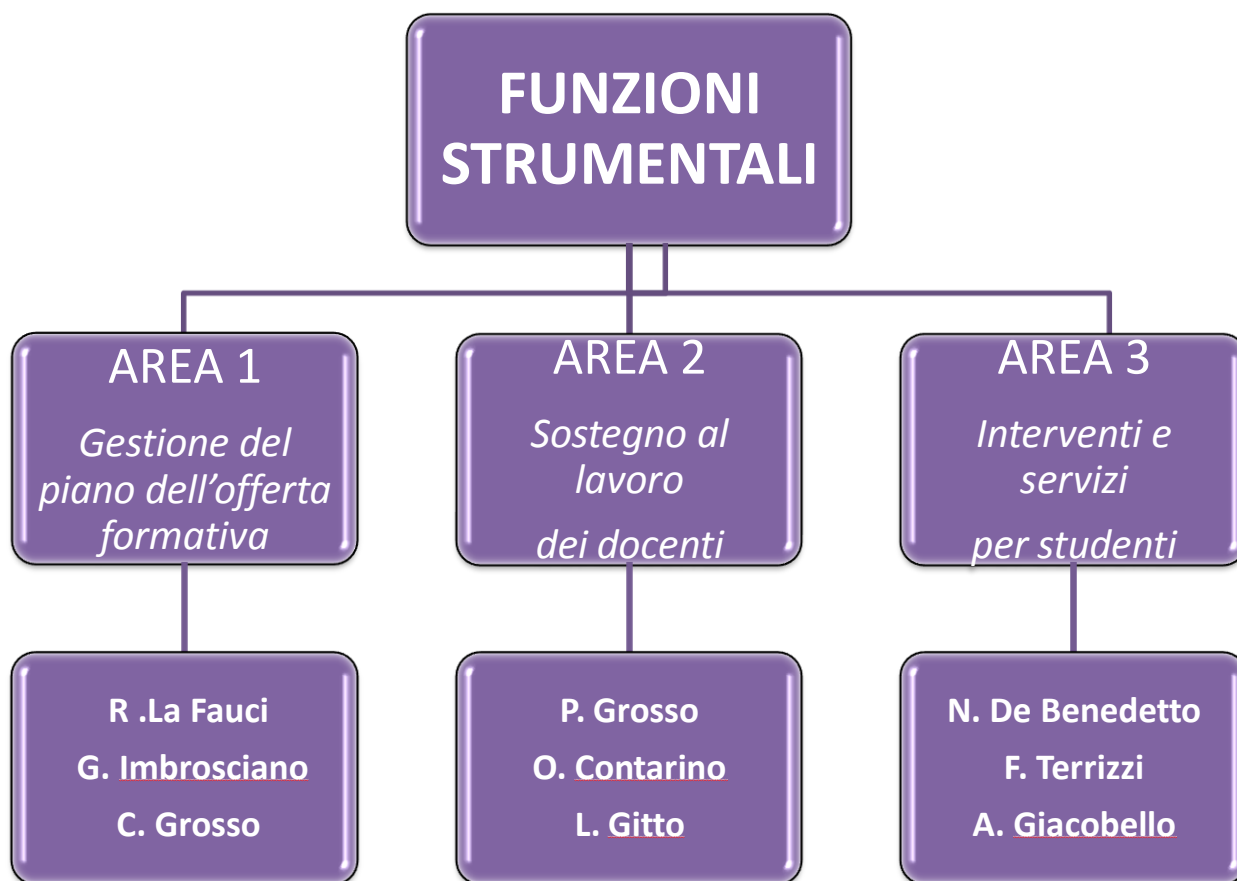 FUNZIONI
STRUMENTALI
AREA 1
Gestione del
piano dell’offerta
formativa
AREA 2
Sostegno al
lavoro
dei docenti
AREA 3
Interventi e
servizi
per studenti
R .La Fauci
G. Imbrosciano
C. Grosso
P. Grosso
O. Contarino
L. Gitto
N. De Benedetto
F. Terrizzi
A. Giacobello